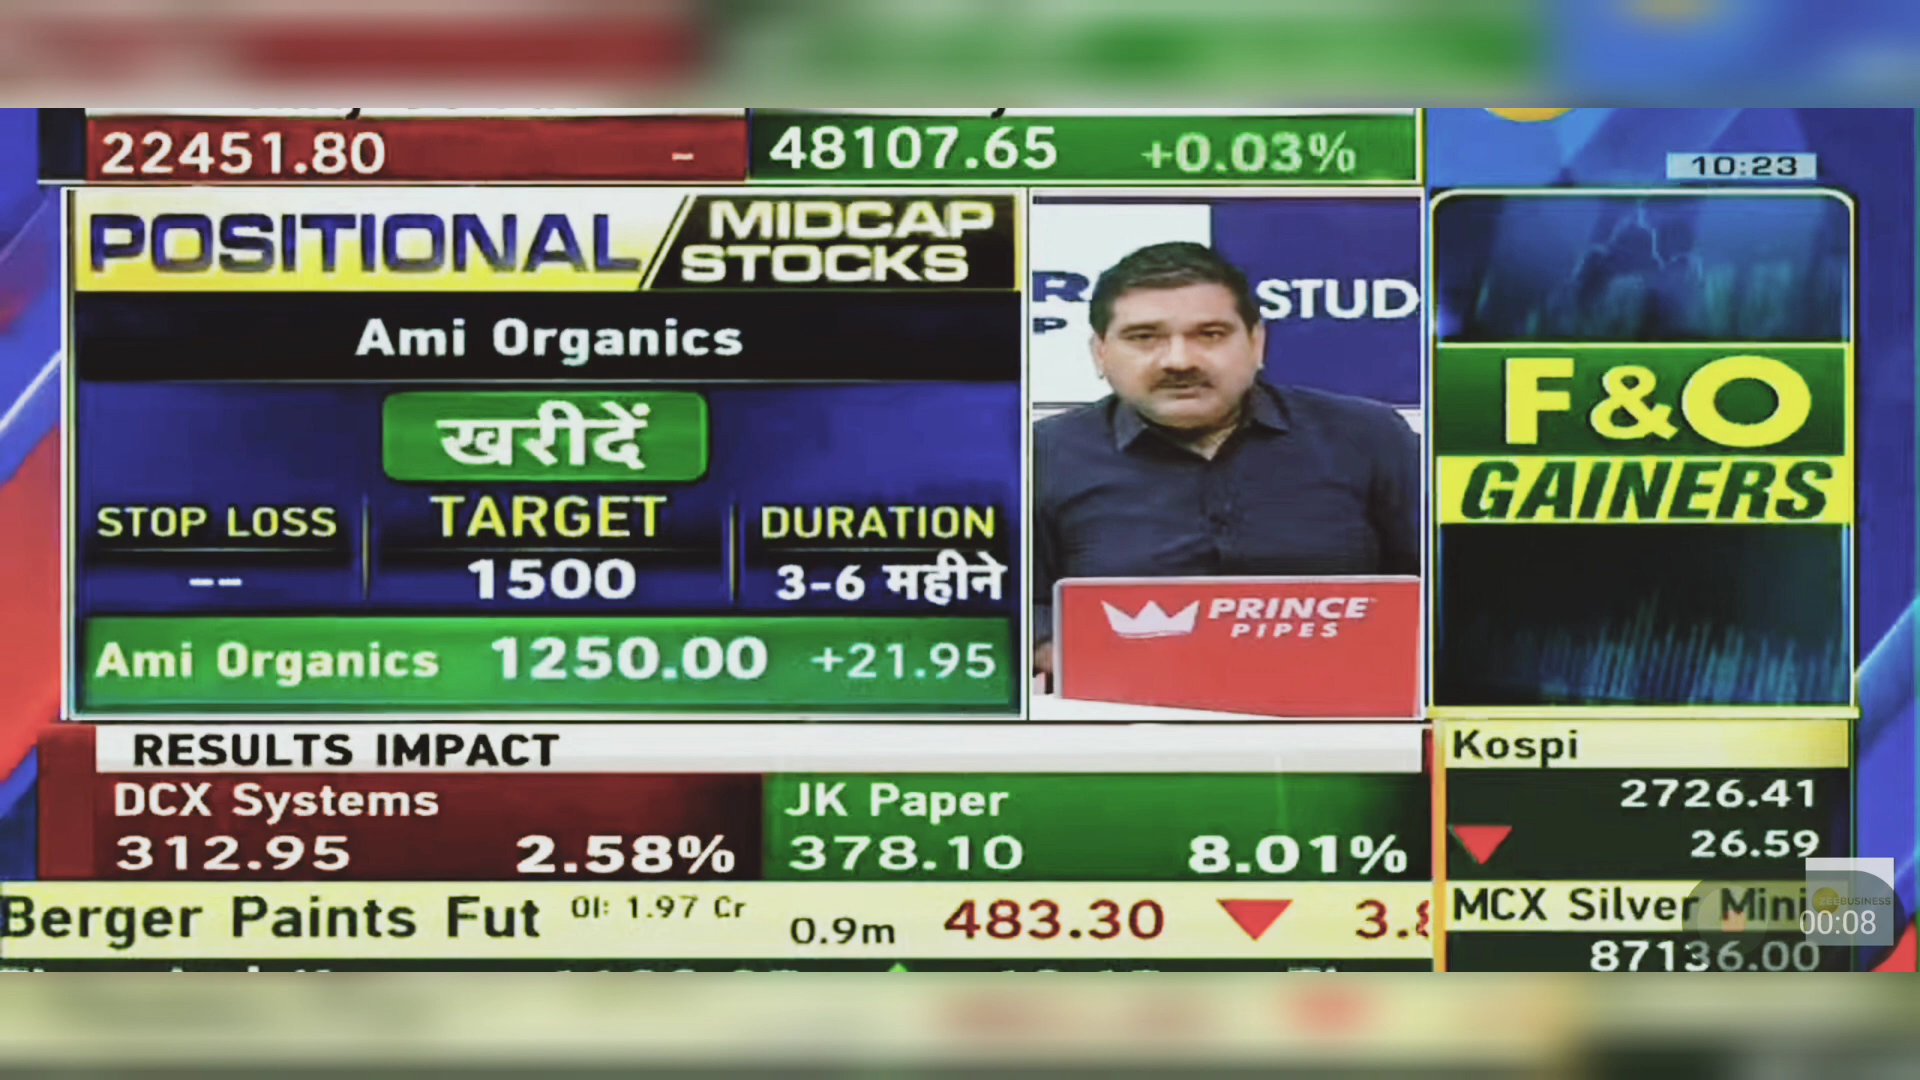 22451.80 -
48107.65 +0.03%
10:23
POSITIONAL
MIDCAP
STOCKS
Ami Organics
खरीदें
STOP LOSS
--
TARGET
1500
DURATION
3-6 महीने
Ami Organics 1250.00 +21.95
STUD
PRINCE
PIPES
F&O
GAINERS
RESULTS IMPACT
DCX Systems
312.95 2.58%
JK Paper
378.10 8.01%
Kospi
2726.41
26.59
MCX Silver Mini
87136.00
ZEEBUSINESS
00:08
Berger Paints Fut OI: 1.97 Cr 0.9m 483.30